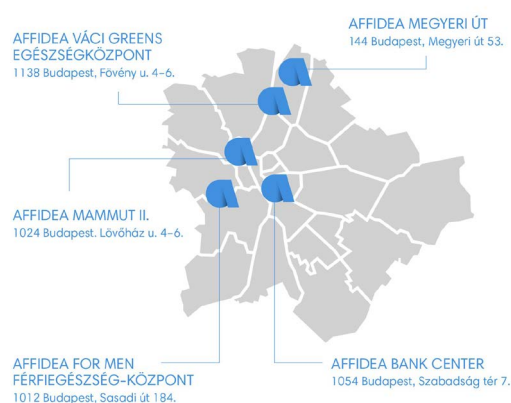 AFFIDEA VÁCI GREENS
EGÉSZSÉGKÖZPONT
1138 Budapest, Fövény u. 4-6.
AFFIDEA MEGYERI ÚT
144 Budapest, Megyeri út 53.
AFFIDEA MAMMUT II.
1024 Budapest. Lövőház u. 4-6.
AFFIDEA FOR MEN
FÉRFIEGÉSZSÉG-KÖZPONT
1012 Budapest, Sasadi út 184.
AFFIDEA BANK CENTER
1054 Budapest, Szabadság tér 7.